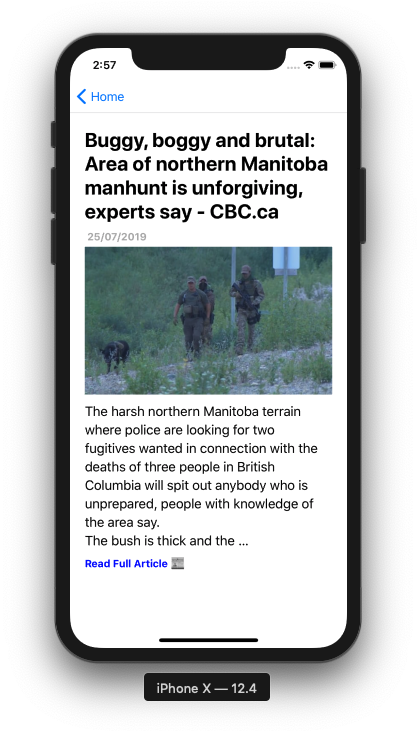 2:57
Home
Buggy, boggy and brutal:
Area of northern Manitoba
manhunt is unforgiving,
experts say - CBC.ca
25/07/2019
The harsh northern Manitoba terrain
where police are looking for two
fugitives wanted in connection with the
deaths of three people in British
Columbia will spit out anybody who is
unprepared, people with knowledge of
the area say.
The bush is thick and the ...
Read Full Article
iPhone X — 12.4